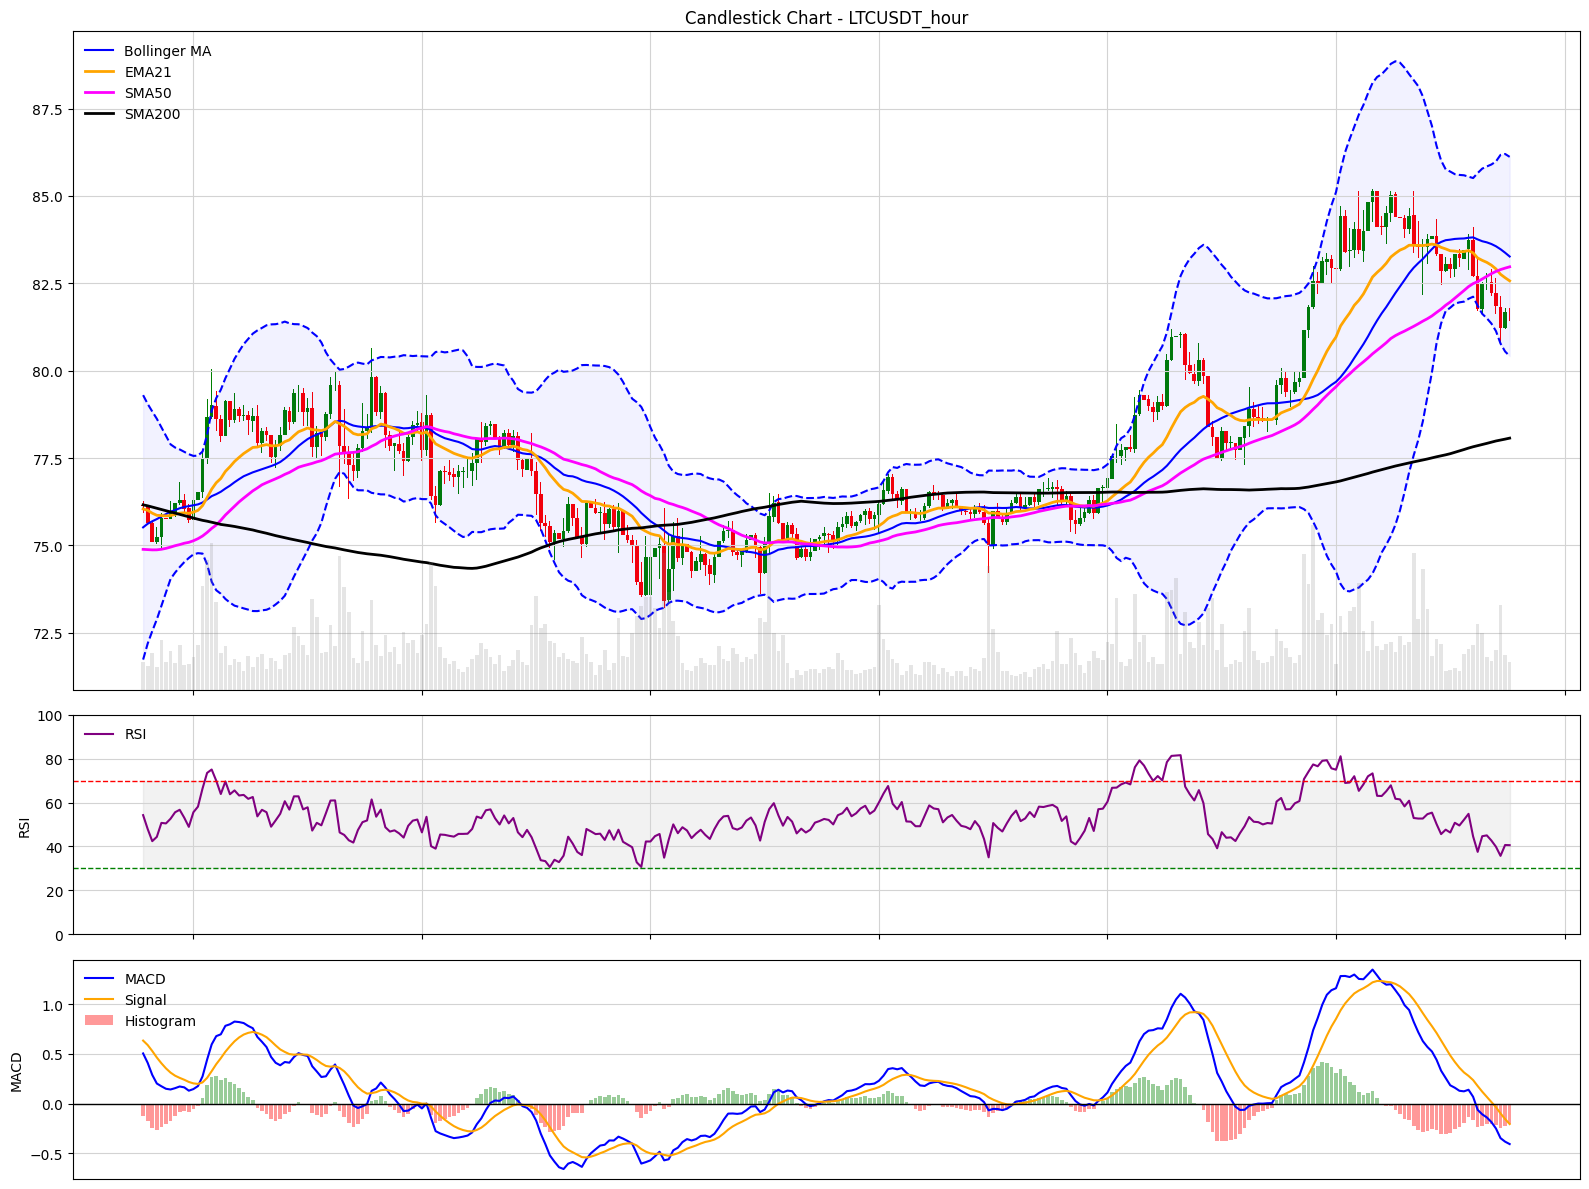 Candlestick Chart - LTCUSDT_hour
Bollinger MA
EMA21
SMA50
SMA200
87.5
85.0
82.5
80.0
77.5
75.0
72.5
100
80
60
40
20
0
RSI
RSI
1.0
0.5
0.0
−0.5
MACD
MACD
Signal
Histogram